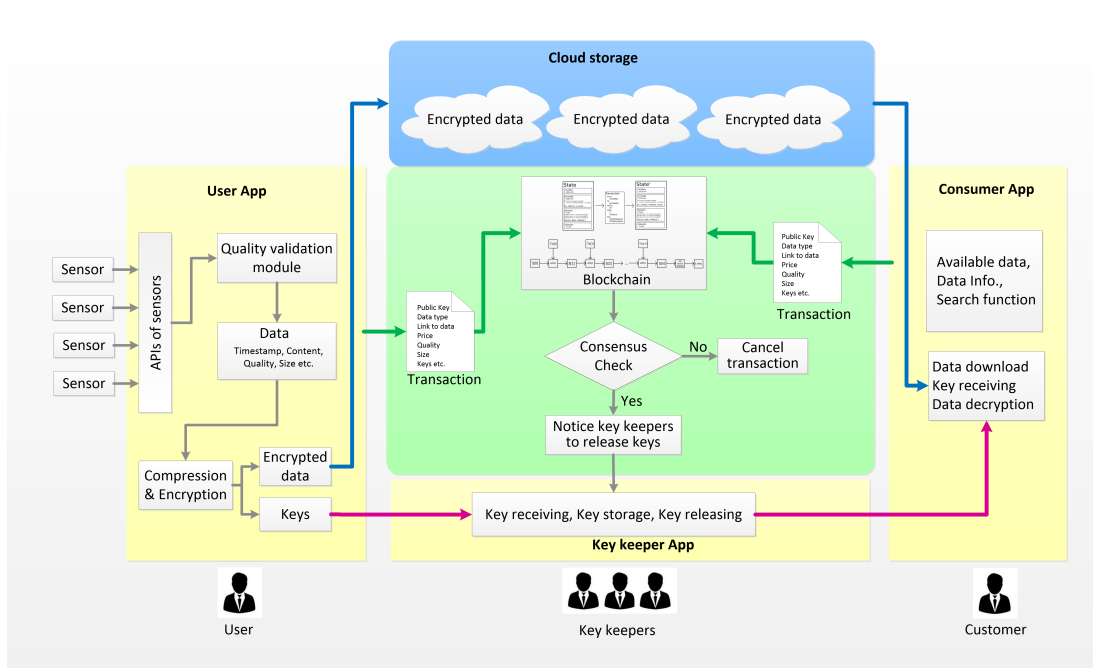 Cloud storage
Encrypted data
Encrypted data
Encrypted data
User App
Sensor
Sensor
Sensor
Sensor
APIs of sensors
Quality validation
module
Data
Timestamp, Content,
Quality, Size etc.
Compression
& Encryption
Encrypted
data
Keys
State
State'
Transaction
Blockchain
Public Key
Data type
Link to data
Price
Quality
Size
Keys etc.
Transaction
Public Key
Data type
Link to data
Price
Quality
Size
Keys etc.
Transaction
Consensus
Check
No
Cancel
transaction
Yes
Notice key keepers
to release keys
Key receiving, Key storage, Key releasing
Key keeper App
Consumer App
Available data,
Data Info.,
Search function
Data download
Key receiving
Data decryption
User
Key keepers
Customer